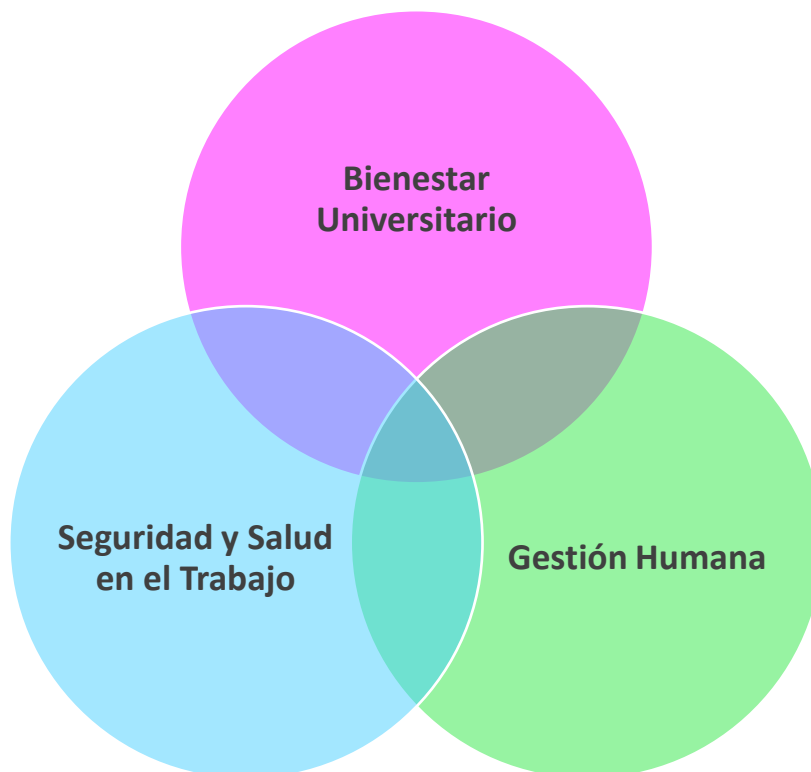 Bienestar
Universitario
Seguridad y Salud
en el Trabajo
Gestión Humana